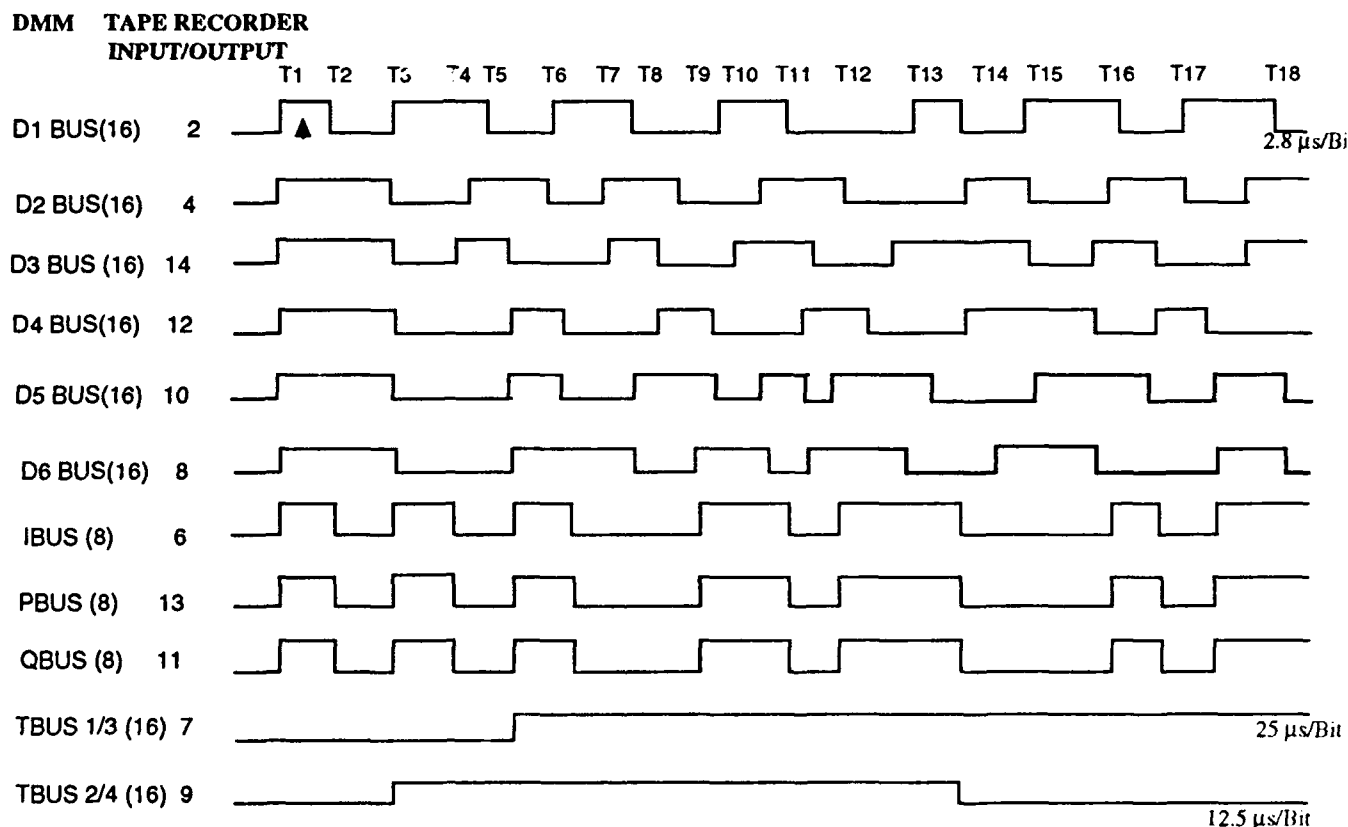 DMM TAPE RECORDER
INPUT/OUTPUT
T1 T2 T3 T4 T5 T6 T7 T8 T9 T10 T11 T12 T13 T14 T15 T16 T17 T18
D1 BUS(16) 2
2.8 µs/Bi
D2 BUS(16) 4
D3 BUS (16) 14
D4 BUS(16) 12
D5 BUS(16) 10
D6 BUS(16) 8
IBUS (8) 6
PBUS (8) 13
QBUS (8) 11
TBUS 1/3 (16) 7
25 µs/Bit
TBUS 2/4 (16) 9
12.5 µs/Bit